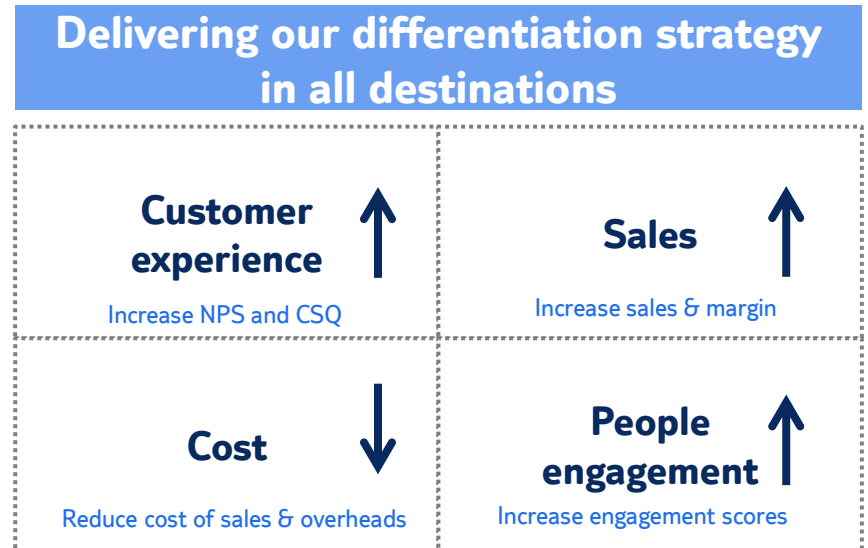 Delivering our differentiation strategy
in all destinations
Customer
experience
Increase NPS and CSQ
Sales
Increase sales & margin
Cost
Reduce cost of sales & overheads
People
engagement
Increase engagement scores